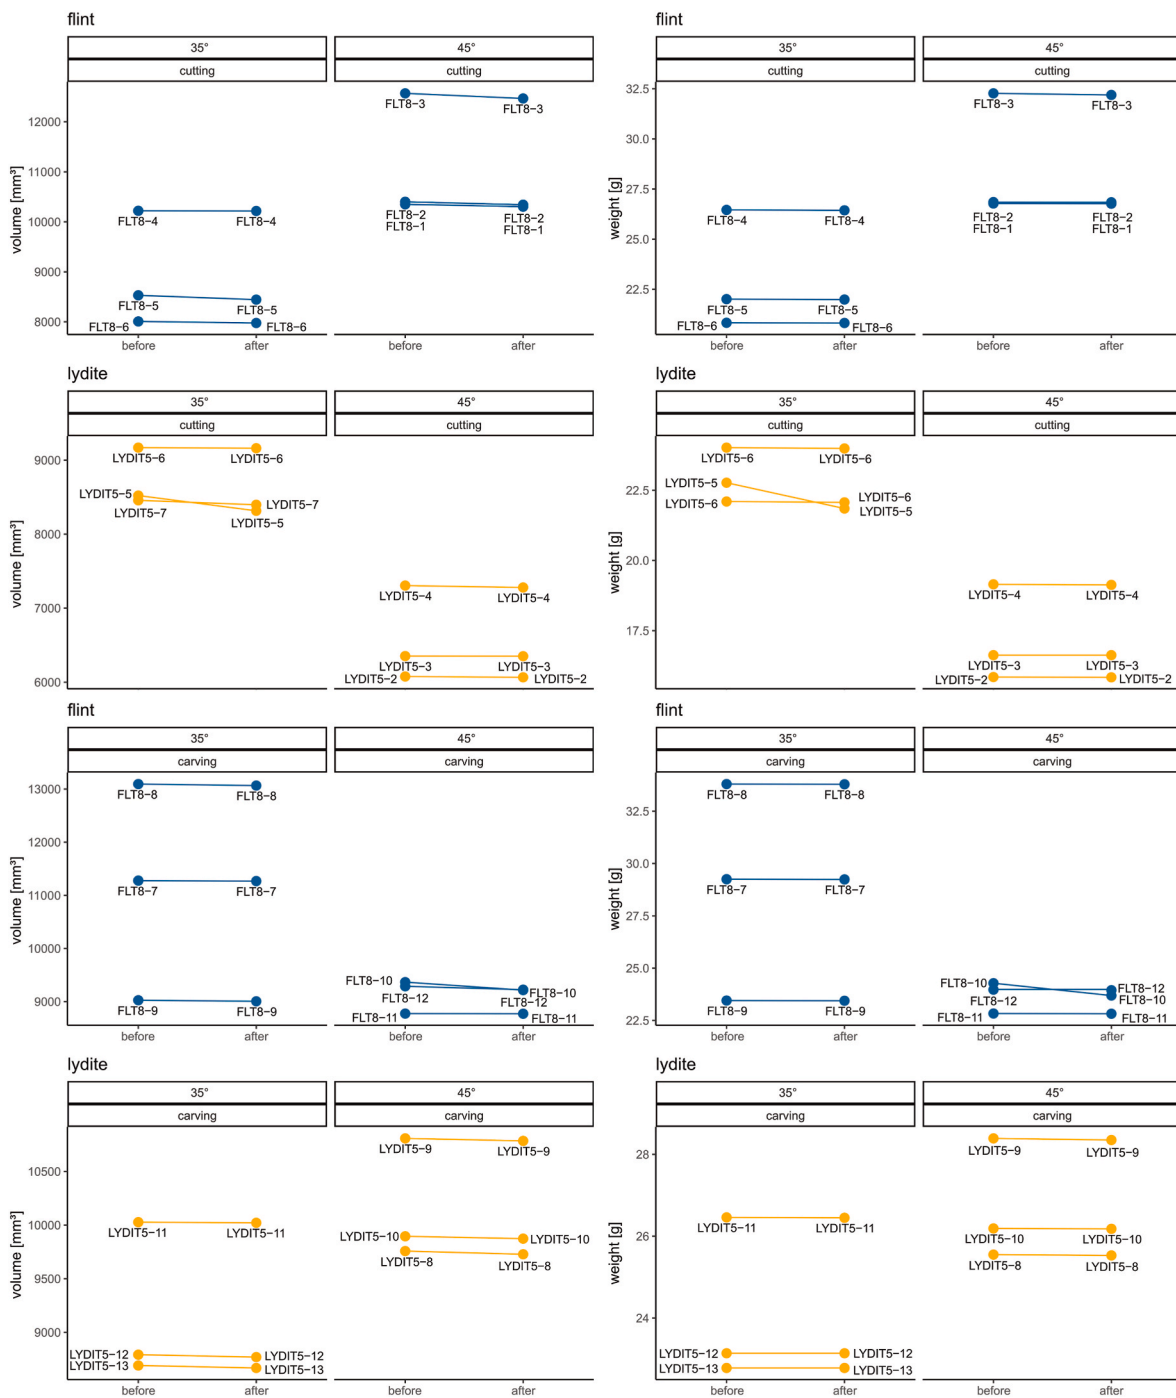 flint
35°
45°
cutting
cutting
volume [mm³]
12000
11000
10000
9000
8000
FLT8−3
FLT8−3
FLT8−4
FLT8−4
FLT8−2
FLT8−2
FLT8−1
FLT8−1
FLT8−5
FLT8−5
FLT8−6
FLT8−6
before
after
before
after
flint
35°
45°
cutting
cutting
weight [g]
32.5
30.0
27.5
25.0
22.5
FLT8−3
FLT8−3
FLT8−4
FLT8−4
FLT8−2
FLT8−2
FLT8−1
FLT8−1
FLT8−5
FLT8−5
FLT8−6
FLT8−6
before
after
before
after
lydite
35°
45°
cutting
cutting
volume [mm³]
9000
8000
7000
6000
LYDIT5−6
LYDIT5−6
LYDIT5−5
LYDIT5−7
LYDIT5−7
LYDIT5−5
LYDIT5−4
LYDIT5−4
LYDIT5−3
LYDIT5−3
LYDIT5−2
LYDIT5−2
lydite
35°
45°
cutting
cutting
weight [g]
22.5
20.0
17.5
LYDIT5−6
LYDIT5−6
LYDIT5−5
LYDIT5−6
LYDIT5−6
LYDIT5−5
LYDIT5−4
LYDIT5−4
LYDIT5−3
LYDIT5−3
LYDIT5−2
LYDIT5−2
flint
35°
45°
carving
carving
volume [mm³]
13000
12000
11000
10000
9000
FLT8−8
FLT8−8
FLT8−7
FLT8−7
FLT8−9
FLT8−9
FLT8−10
FLT8−10
FLT8−12
FLT8−12
FLT8−11
FLT8−11
before
after
before
after
flint
35°
45°
carving
carving
weight [g]
32.5
30.0
27.5
25.0
22.5
FLT8−8
FLT8−8
FLT8−7
FLT8−7
FLT8−9
FLT8−9
FLT8−10
FLT8−12
FLT8−12
FLT8−10
FLT8−11
FLT8−11
before
after
before
after
lydite
35°
45°
carving
carving
volume [mm³]
10500
10000
9500
9000
LYDIT5−9
LYDIT5−9
LYDIT5−11
LYDIT5−11
LYDIT5−10
LYDIT5−10
LYDIT5−8
LYDIT5−8
LYDIT5−12
LYDIT5−12
LYDIT5−13
LYDIT5−13
before
after
before
after
lydite
35°
45°
carving
carving
weight [g]
28
26
24
LYDIT5−9
LYDIT5−9
LYDIT5−11
LYDIT5−11
LYDIT5−10
LYDIT5−10
LYDIT5−8
LYDIT5−8
LYDIT5−12
LYDIT5−12
LYDIT5−13
LYDIT5−13
before
after
before
after